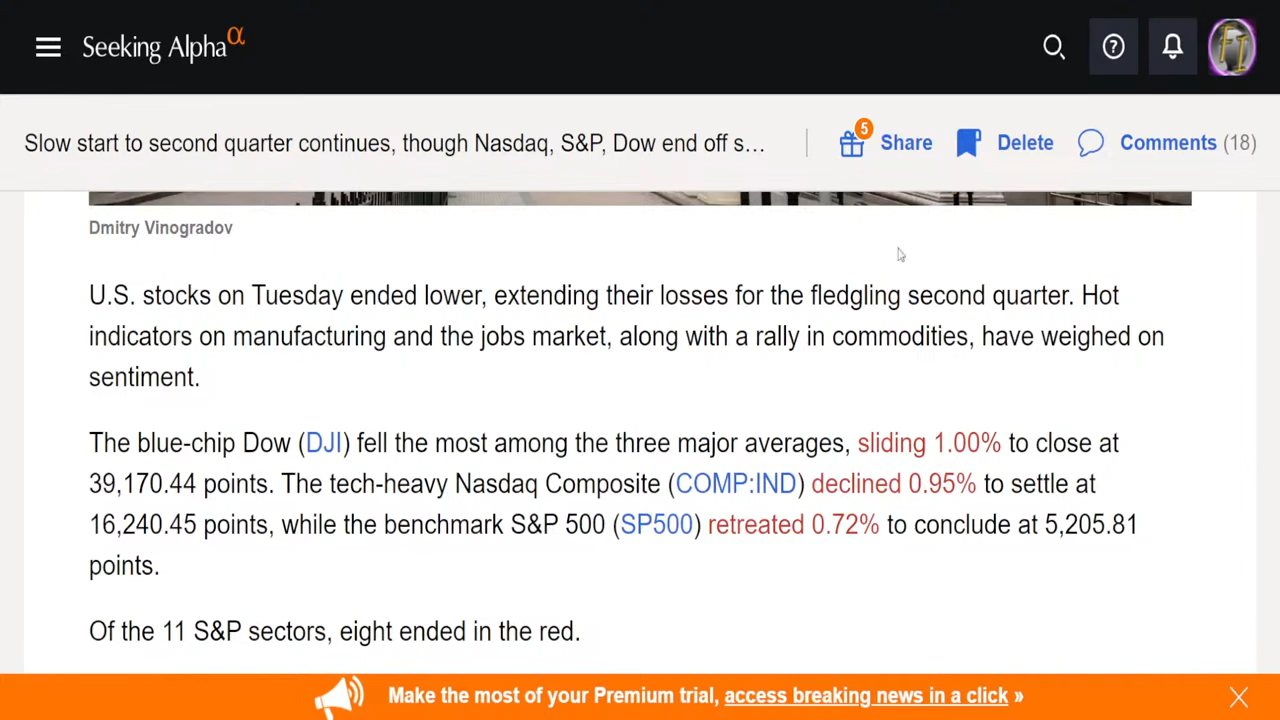 Seeking Alpha α
Slow start to second quarter continues, though Nasdaq, S&P, Dow end off s...
5
Share
Delete
Comments (18)
Dmitry Vinogradov
U.S. stocks on Tuesday ended lower, extending their losses for the fledgling second quarter. Hot
indicators on manufacturing and the jobs market, along with a rally in commodities, have weighed on
sentiment.
The blue-chip Dow (DJI) fell the most among the three major averages, sliding 1.00% to close at
39,170.44 points. The tech-heavy Nasdaq Composite (COMP:IND) declined 0.95% to settle at
16,240.45 points, while the benchmark S&P 500 (SP500) retreated 0.72% to conclude at 5,205.81
points.
Of the 11 S&P sectors, eight ended in the red.
Make the most of your Premium trial, access breaking news in a click »